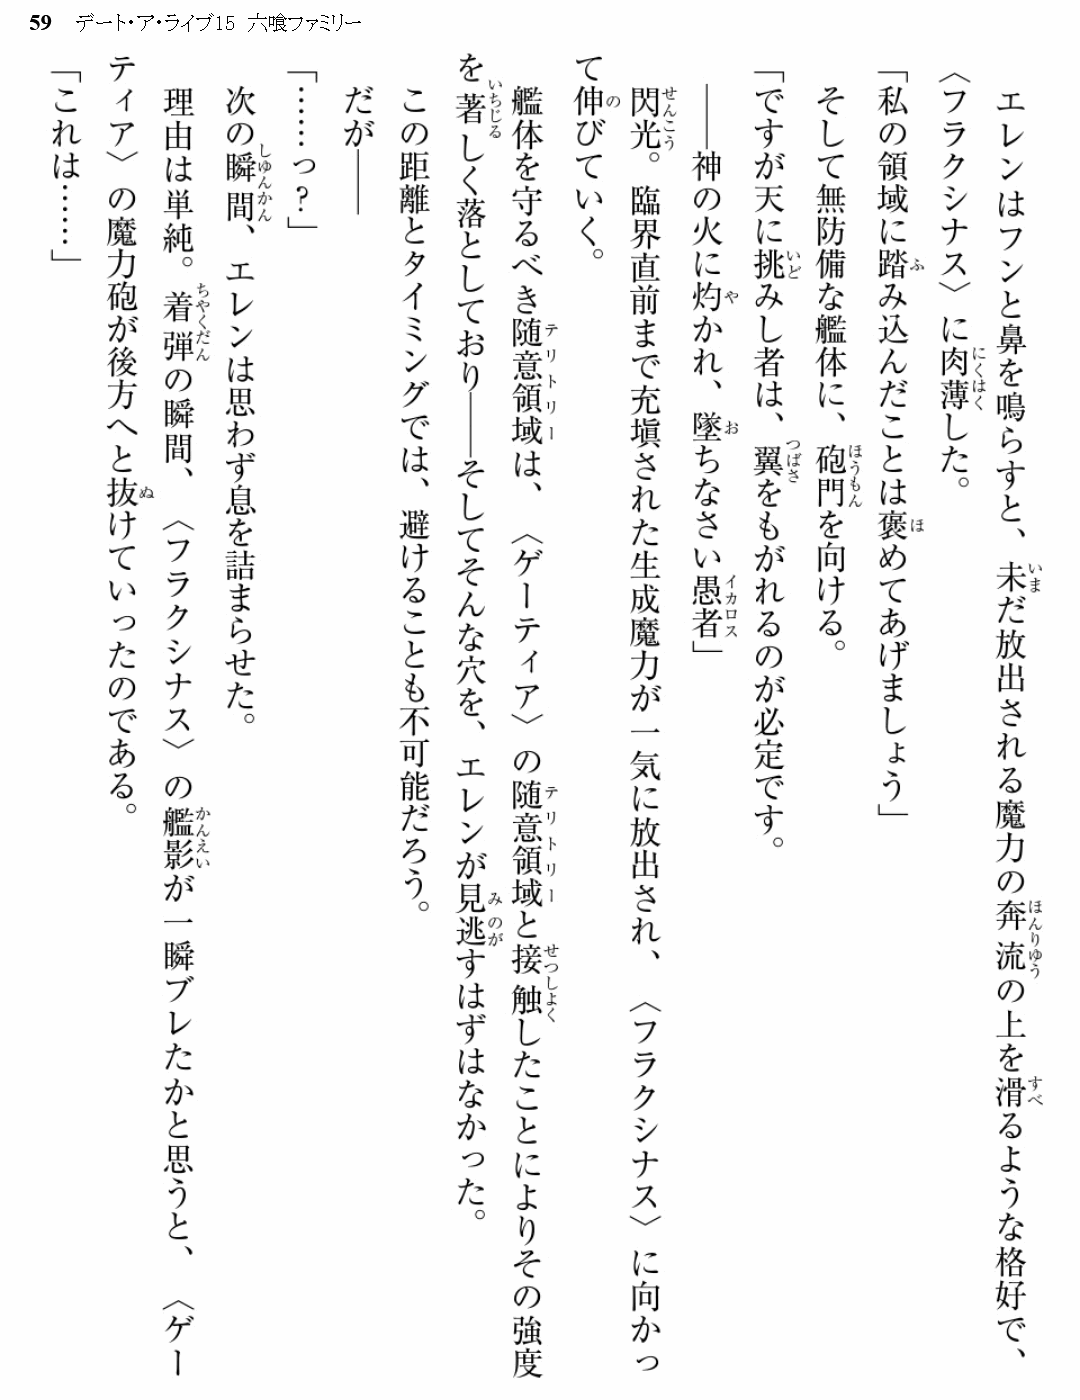 59 デート・ア・ライブ15 六喰ファミリー
エレンはフンと鼻を鳴らすと、未だ放出される魔力の奔流の上を滑るような格好で、
〈フラクシナス〉に肉薄した。
「私の領域に踏み込んだことは褒めてあげましょう」
そして無防備な艦体に、砲門を向ける。
「ですが天に挑みし者は、翼をもがれるのが必定です。
――神の火に灼かれ、墜ちなさい愚者」
閃光。臨界直前まで充塡された生成魔力が一気に放出され、〈フラクシナス〉に向かっ
て伸びていく。
艦体を守るべき随意領域は、〈ゲーティア〉の随意領域と接触したことによりその強度
を著しく落としており――そしてそんな穴を、エレンが見逃すはずはなかった。
この距離とタイミングでは、避けることも不可能だろう。
だが――
「……っ?」
次の瞬間、エレンは思わず息を詰まらせた。
理由は単純。着弾の瞬間、〈フラクシナス〉の艦影が一瞬ブレたかと思うと、〈ゲー
ティア〉の魔力砲が後方へと抜けていったのである。
「これは……」